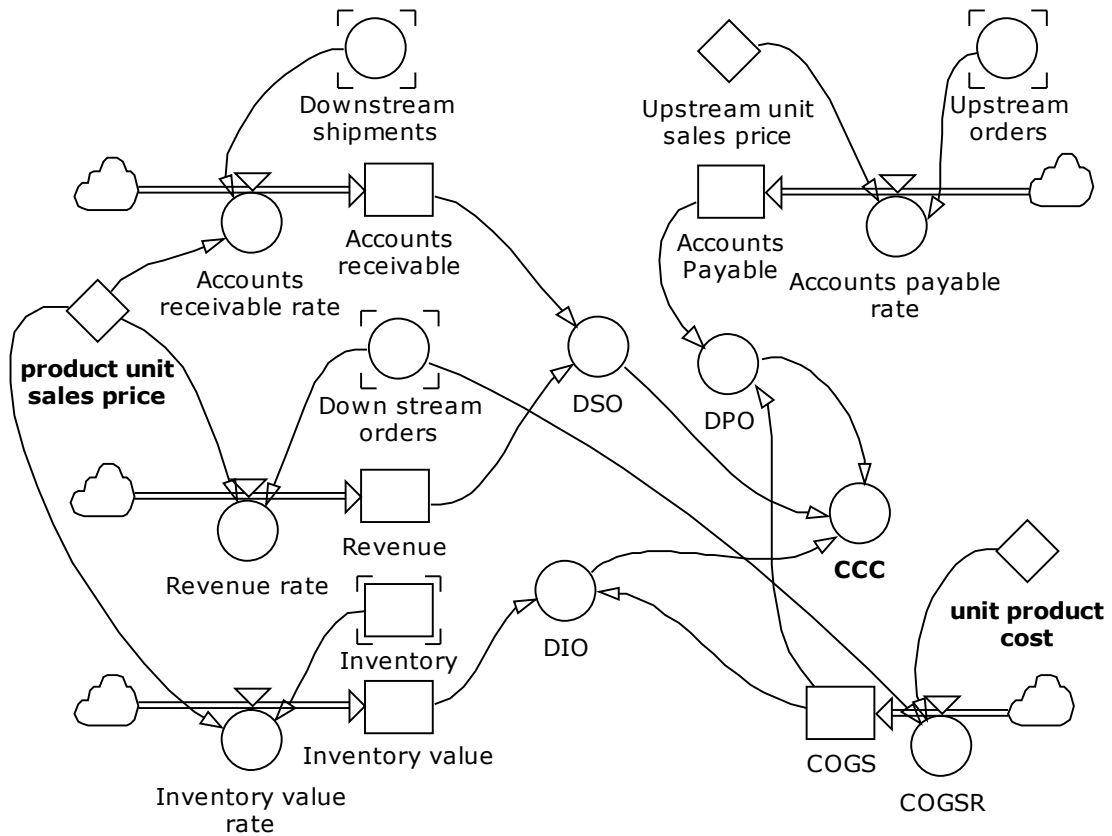 Downstream
shipments
Upstream unit
sales price
Upstream
orders
Accounts
receivable
Accounts
receivable rate
Accounts
Payable
Accounts payable
rate
product unit
sales price
Down stream
orders
DSO
DPO
Revenue
Revenue rate
CCC
unit product
cost
Inventory
DIO
Inventory value
Inventory value
rate
COGS
COGSR